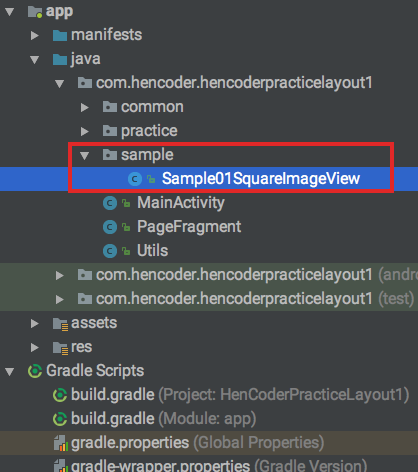 app
manifests
java
com.hencoder.hencoderpracticelayout1
common
practice
sample
Sample01SquareImageView
MainActivity
PageFragment
Utils
com.hencoder.hencoderpracticelayout1 (andro
com.hencoder.hencoderpracticelayout1 (test)
assets
res
Gradle Scripts
build.gradle (Project: HenCoderPracticeLayout1)
build.gradle (Module: app)
gradle.properties (Global Properties)
gradle-wrapper.properties (Gradle Version)